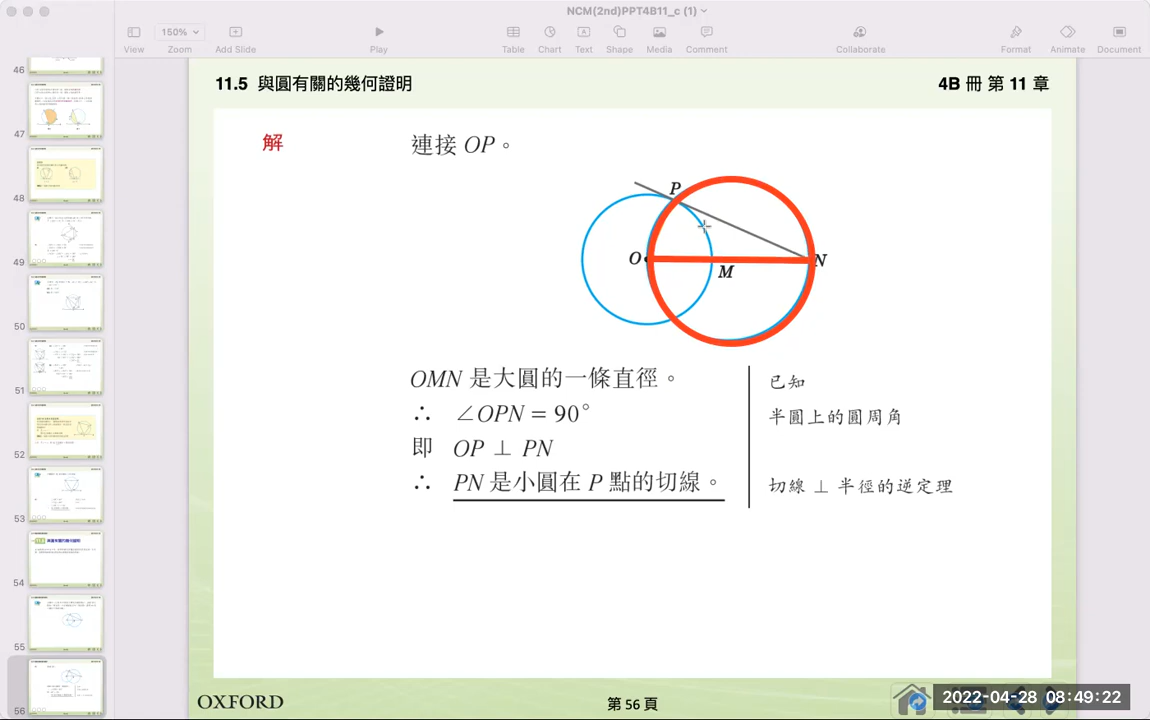 NCM(2nd)PPT4B11_c (1)
150%
View
Zoom
Add Slide
Play
Table
Chart
Text
Shape
Media
Comment
Collaborate
Format
Animate
Document
46
47
48
49
50
51
52
53
54
55
56
11.5 與圓有關的幾何證明
4B 冊 第 11 章
解
連接 OP。
P
O
M
N
OMN 是大圓的一條直徑。 已知
∴ ∠OPN = 90° 半圓上的圓周角
即 OP ⊥ PN
∴ PN 是小圓在 P 點的切線。 切線 ⊥ 半徑的逆定理
OXFORD
第 56 頁
2022-04-28 08:49:22